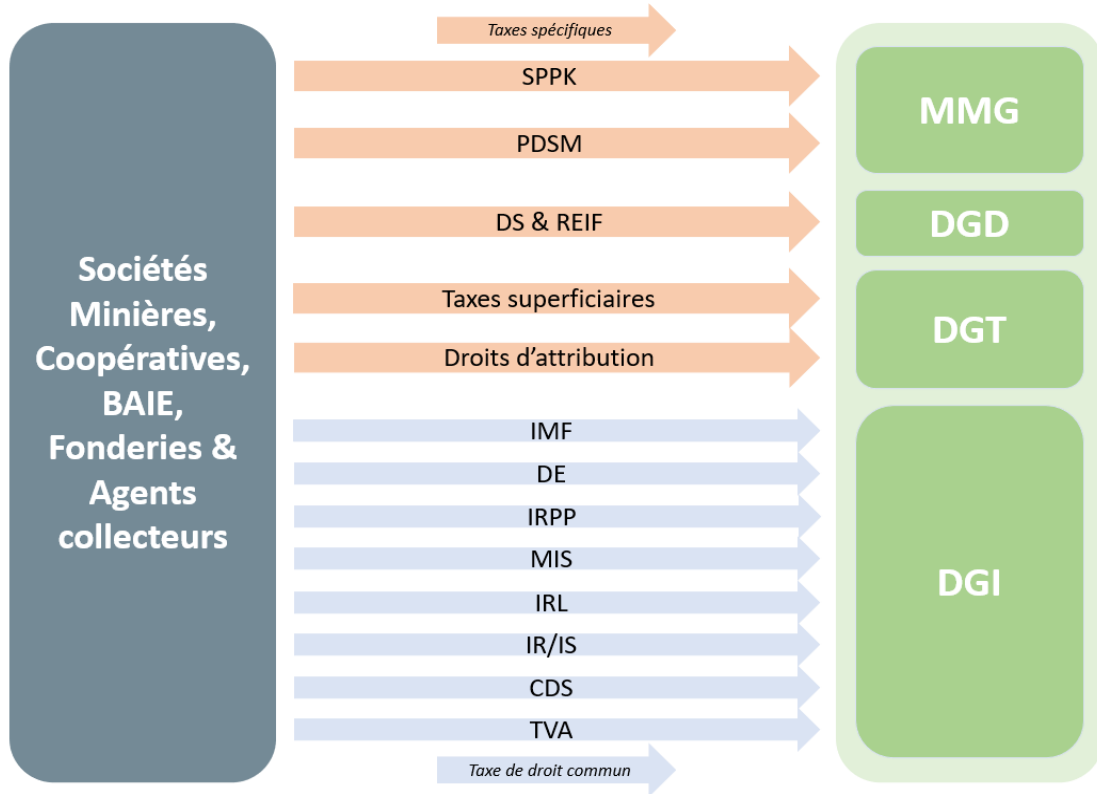 Sociétés
Minières,
Coopératives,
BAIE,
Fonderies &
Agents
collecteurs
Taxes spécifiques
SPPK
PDSM
DS & REIF
Taxes superficiaires
Droits d’attribution
IMF
DE
IRPP
MIS
IRL
IR/IS
CDS
TVA
Taxe de droit commun
MMG
DGD
DGT
DGI